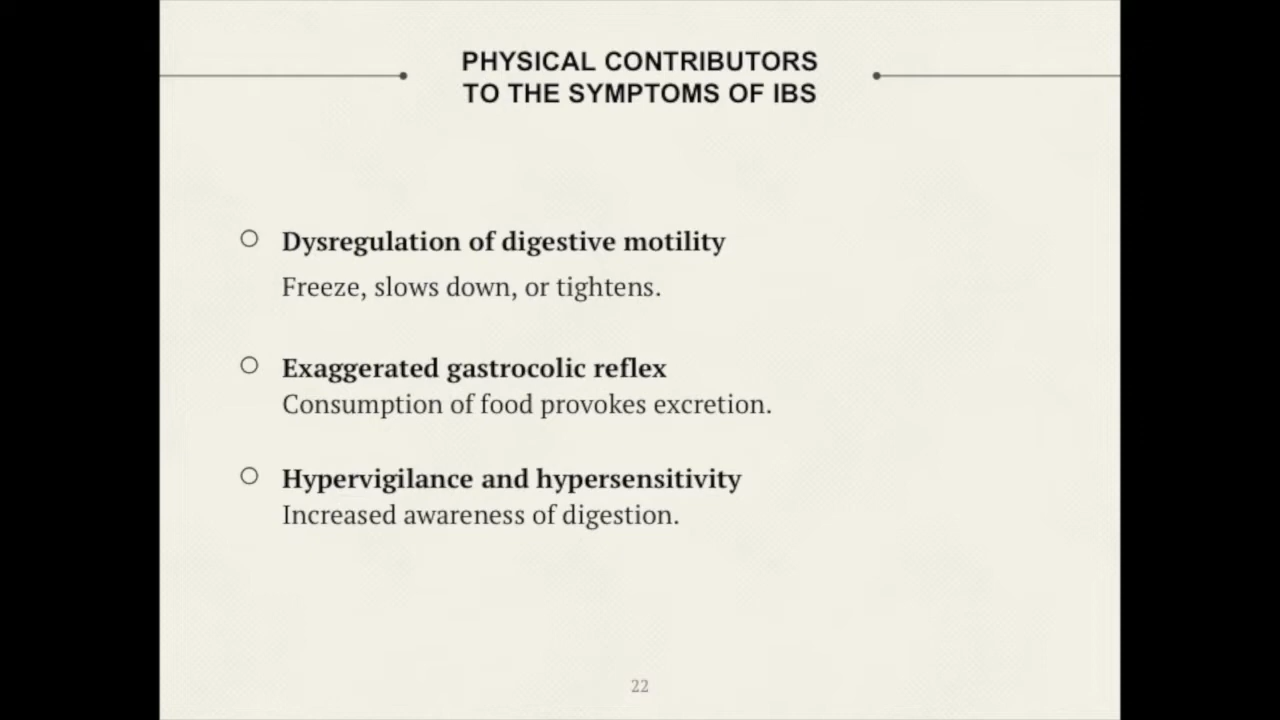 PHYSICAL CONTRIBUTORS
TO THE SYMPTOMS OF IBS
Dysregulation of digestive motility
Freeze, slows down, or tightens.
Exaggerated gastrocolic reflex
Consumption of food provokes excretion.
Hypervigilance and hypersensitivity
Increased awareness of digestion.
22